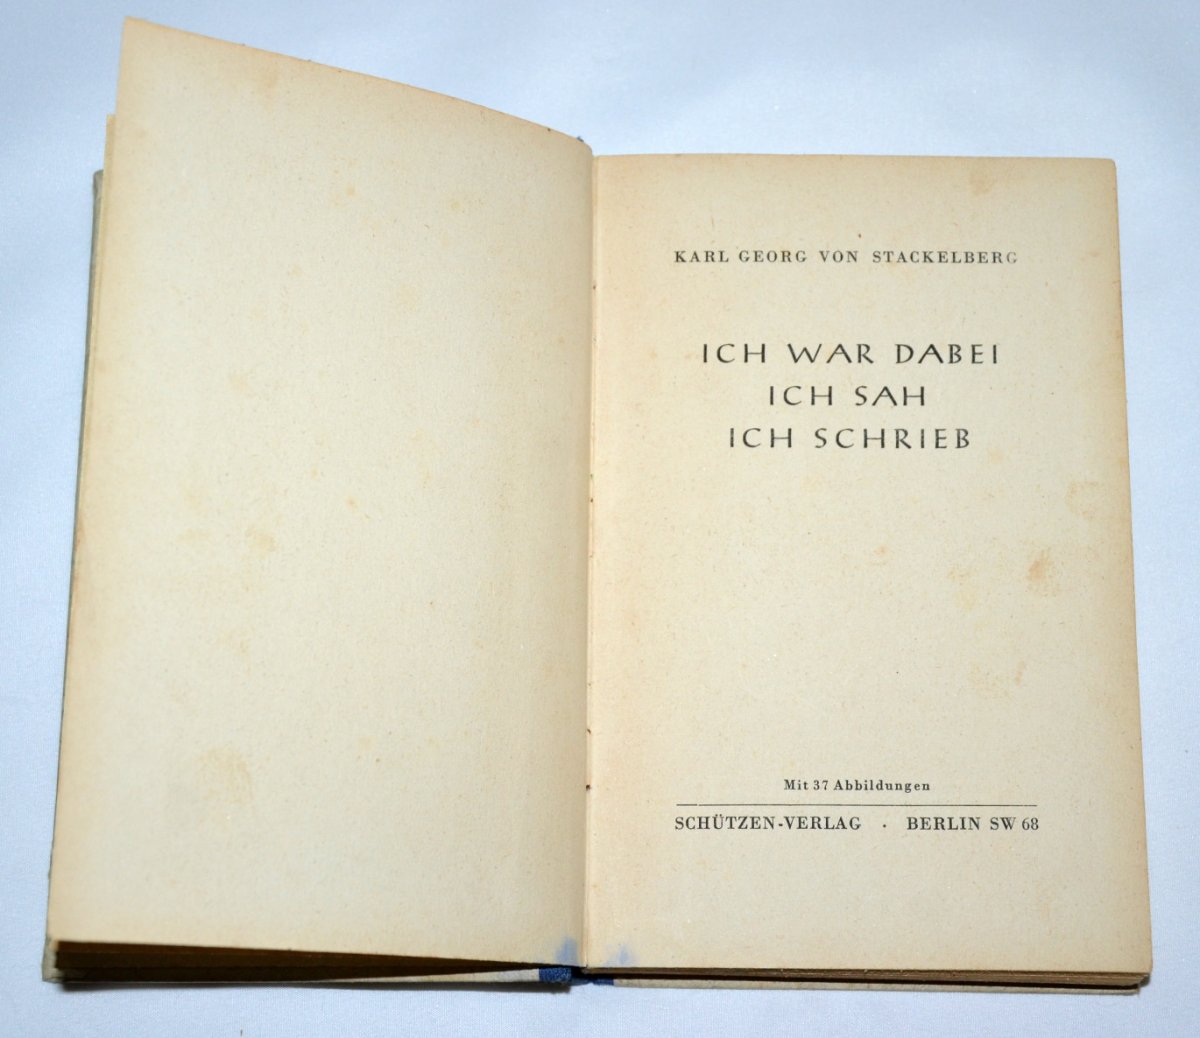 KARL GEORG VON STACKELBERG
ICH WAR DABEI
ICH SAH
ICH SCHRIEB
Mit 37 Abbildungen
SCHÜTZEN-VERLAG · BERLIN SW 68